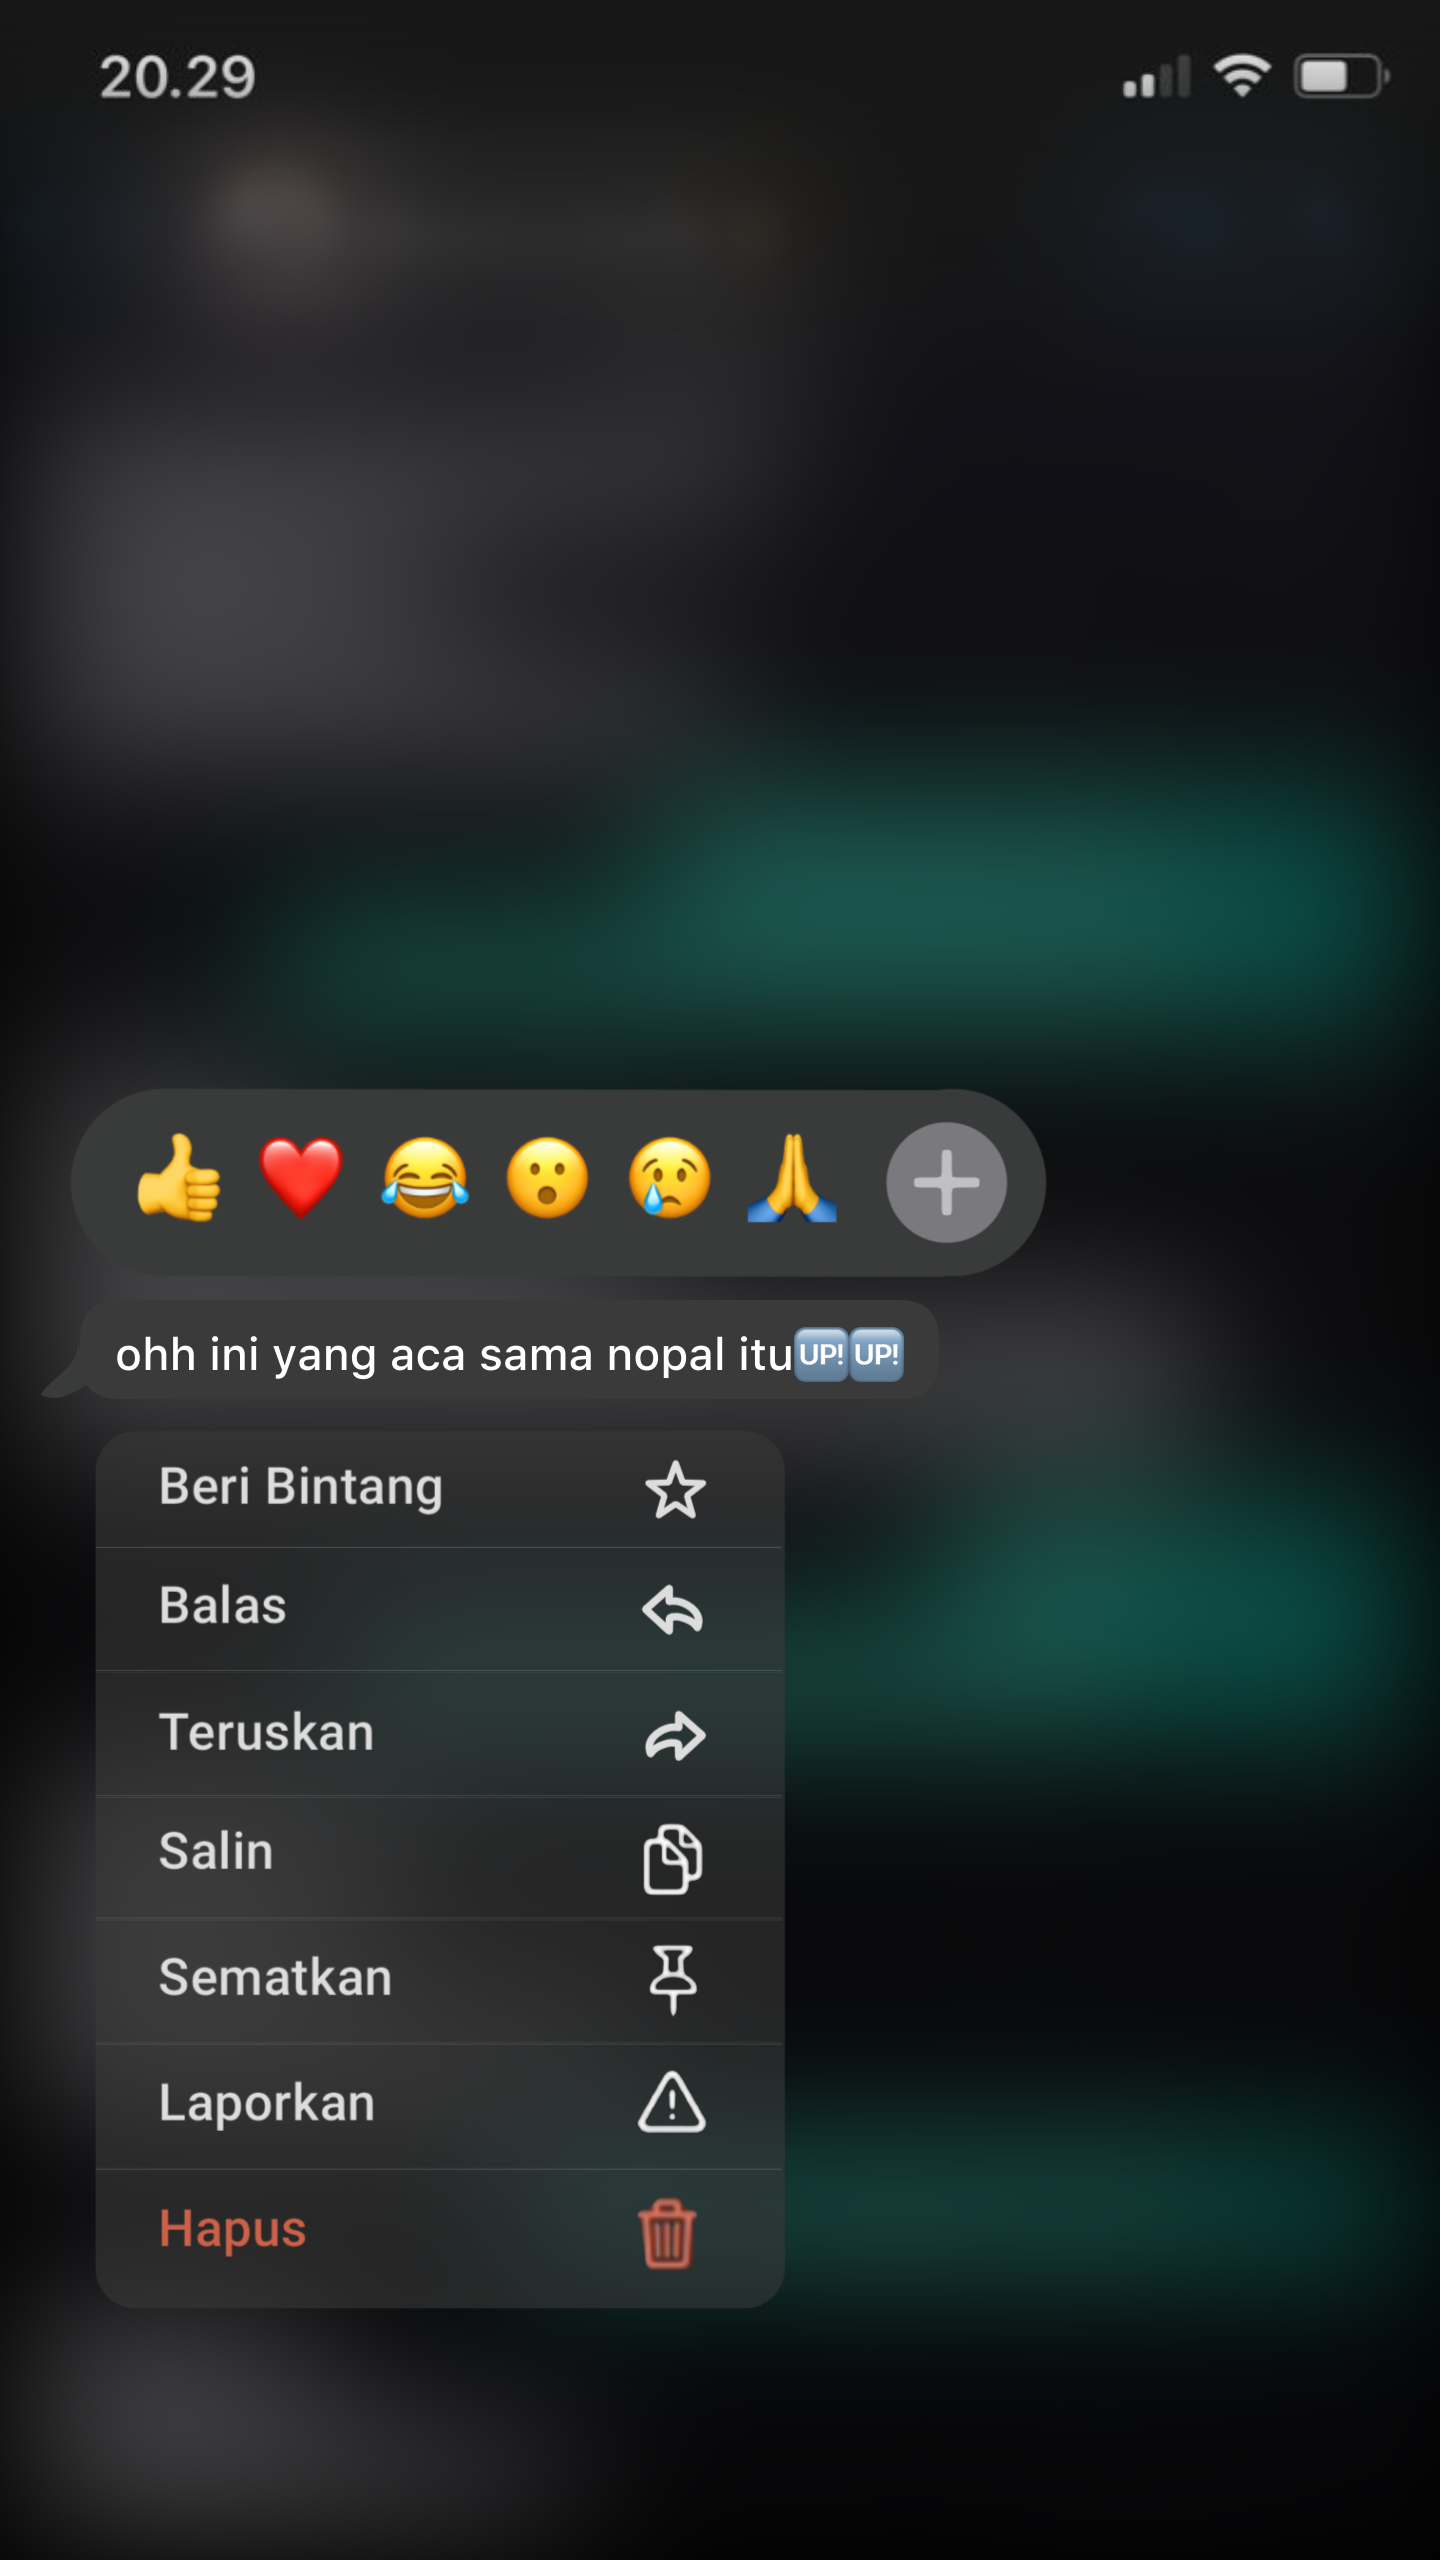 20.29
ohh ini yang aca sama nopal itu🆙🆙
Beri Bintang
Balas
Teruskan
Salin
Sematkan
Laporkan
Hapus